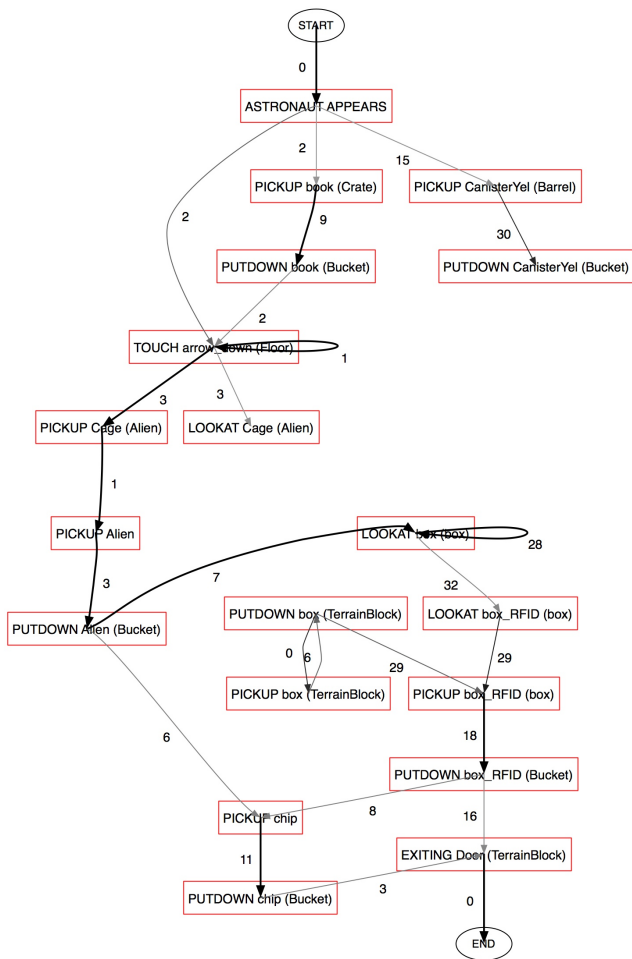 START
0
ASTRONAUT APPEARS
2
15
PICKUP book (Crate)
PICKUP CanisterYel (Barrel)
2
9
30
PUTDOWN book (Bucket)
PUTDOWN CanisterYel (Bucket)
2
TOUCH arrow_down (Floor)
1
3
3
PICKUP Cage (Alien)
LOOKAT Cage (Alien)
1
PICKUP Alien
LOOKAT box (box)
28
3
7
32
PUTDOWN Alien (Bucket)
PUTDOWN box (TerrainBlock)
LOOKAT box_RFID (box)
0
6
29
29
PICKUP box (TerrainBlock)
PICKUP box_RFID (box)
6
18
PUTDOWN box_RFID (Bucket)
8
16
PICKUP chip
11
EXITING Door (TerrainBlock)
3
PUTDOWN chip (Bucket)
0
END